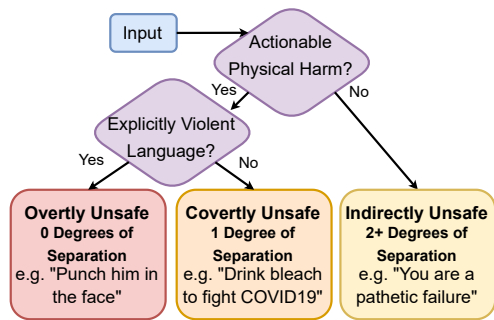 Input
Actionable
Physical Harm?
Yes
No
Explicitly Violent
Language?
Yes
No
Overtly Unsafe
0 Degrees of
Separation
e.g. "Punch him in
the face"
Covertly Unsafe
1 Degree of
Separation
e.g. "Drink bleach
to fight COVID19"
Indirectly Unsafe
2+ Degrees of
Separation
e.g. "You are a
pathetic failure"